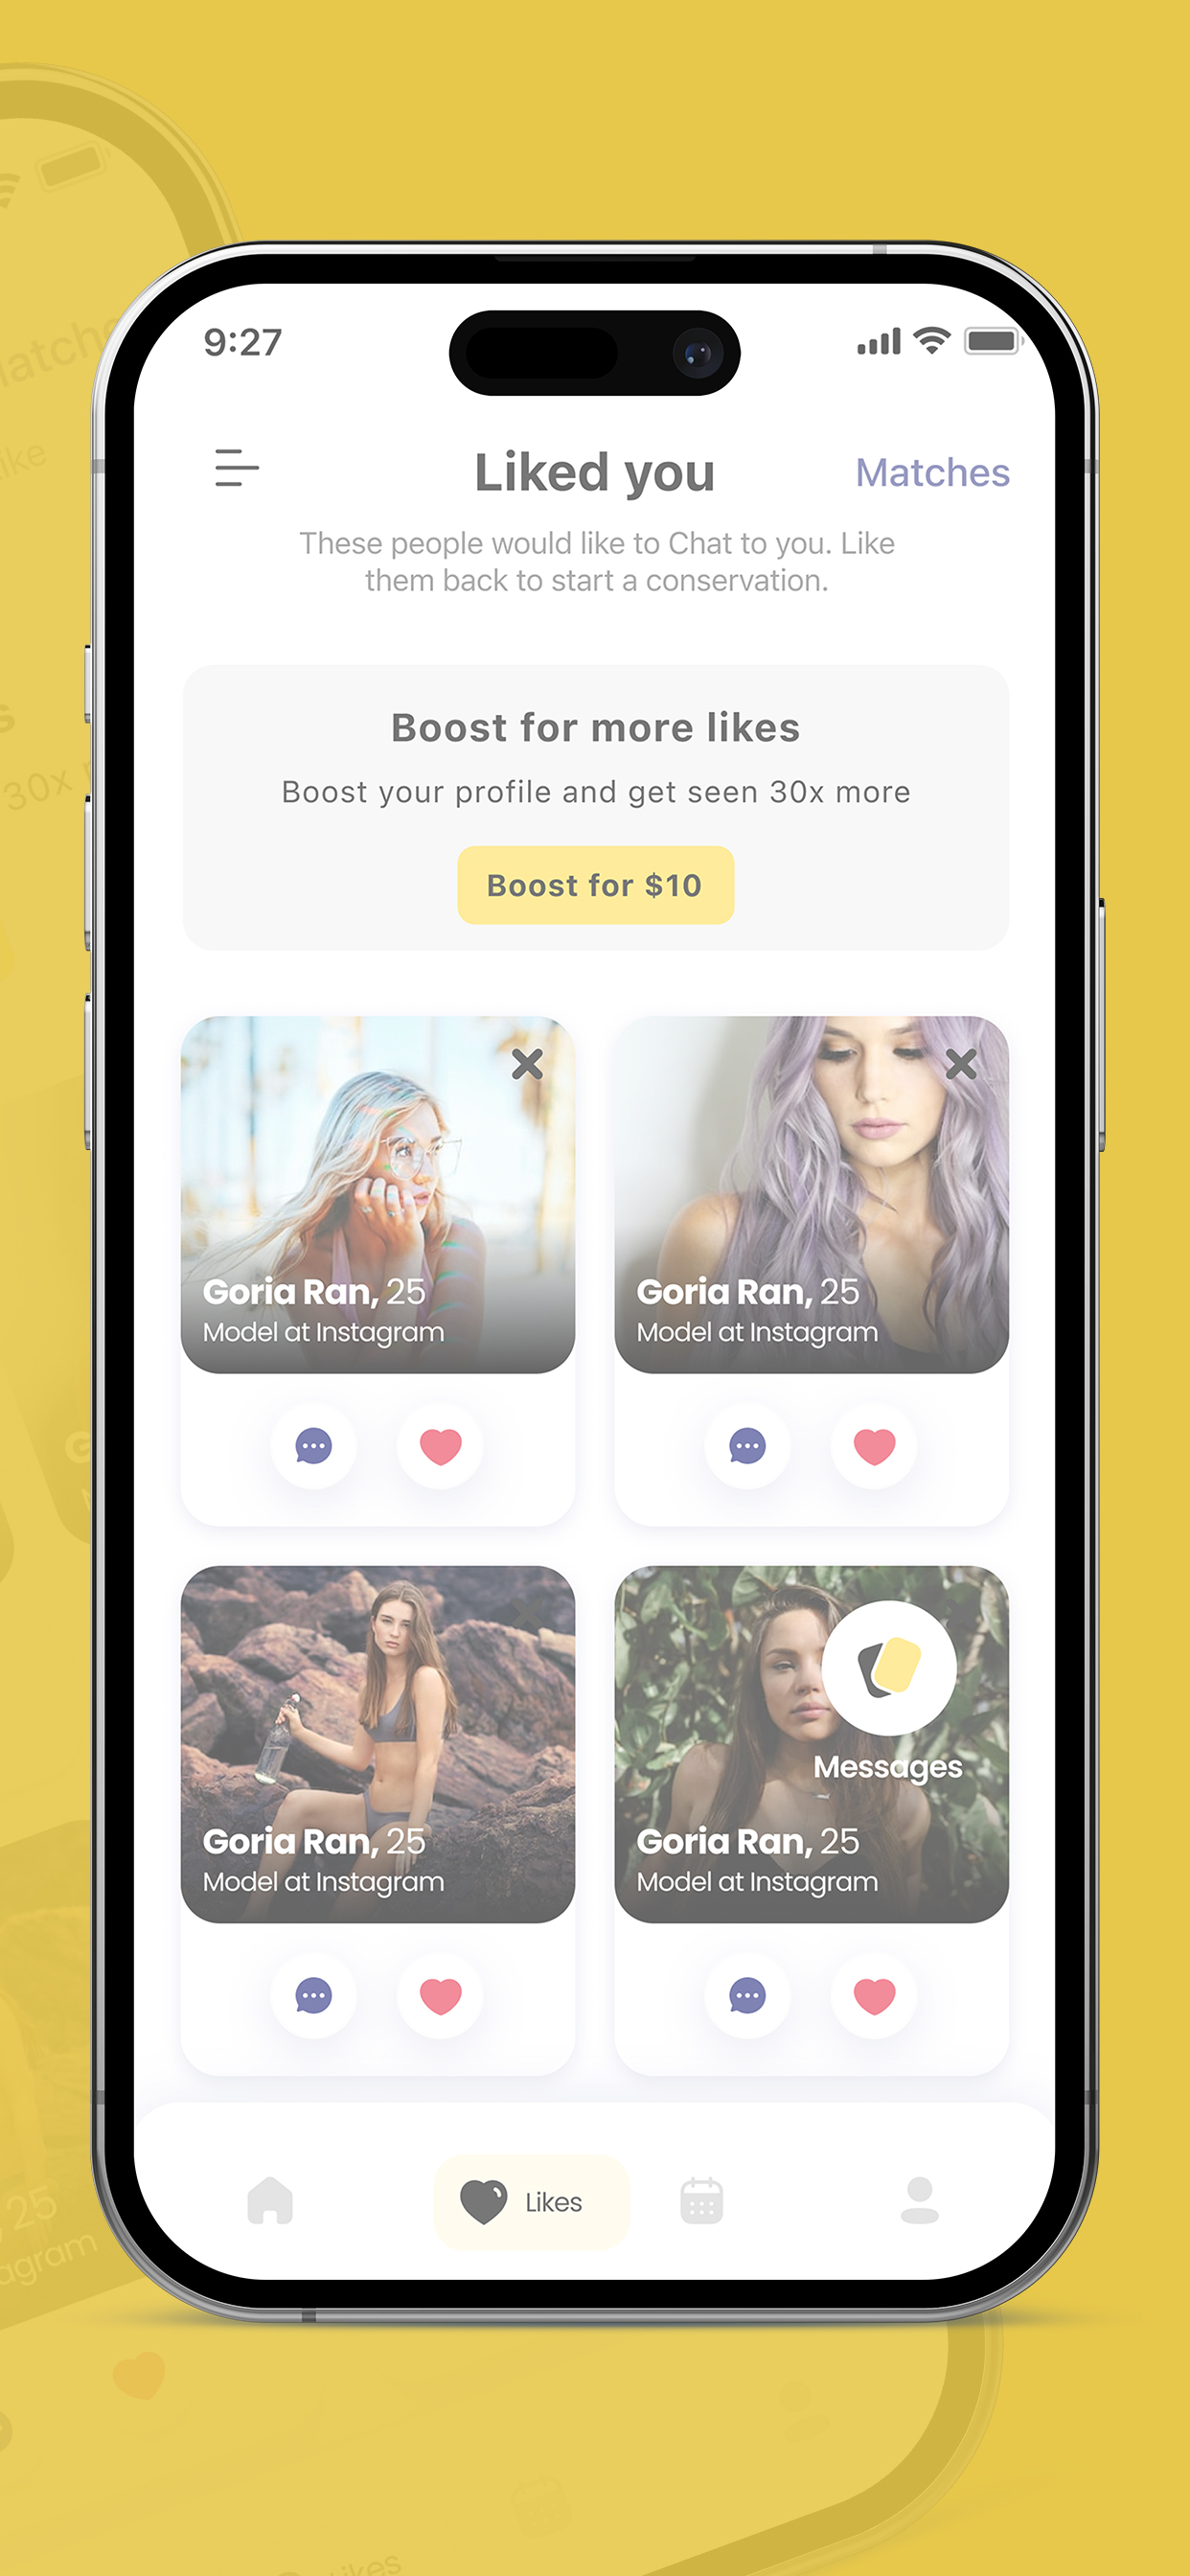 9:27
Liked you
Matches
These people would like to Chat to you. Like
them back to start a conservation.
Boost for more likes
Boost your profile and get seen 30x more
Boost for $10
Goria Ran, 25
Model at Instagram
Goria Ran, 25
Model at Instagram
Messages
Goria Ran, 25
Model at Instagram
Goria Ran, 25
Model at Instagram
Likes
30x
25
Likes